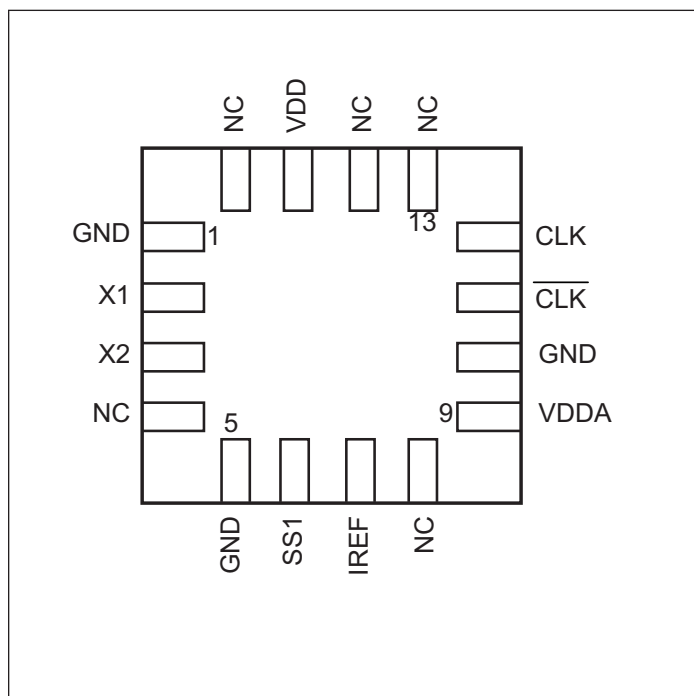 NC
VDD
NC
NC
GND
1
13
CLK
X1
CLK
X2
GND
NC
5
9
VDDA
GND
SS1
IREF
NC